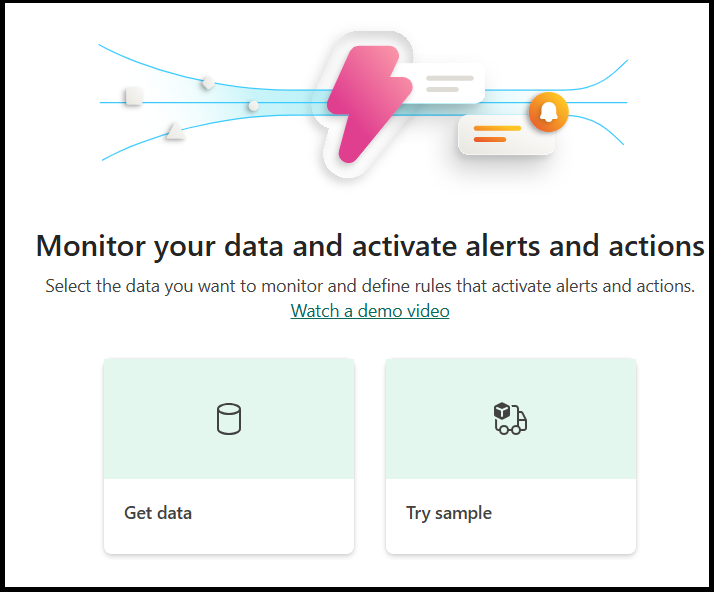 Monitor your data and activate alerts and actions
Select the data you want to monitor and define rules that activate alerts and actions.
Watch a demo video
Get data
Try sample